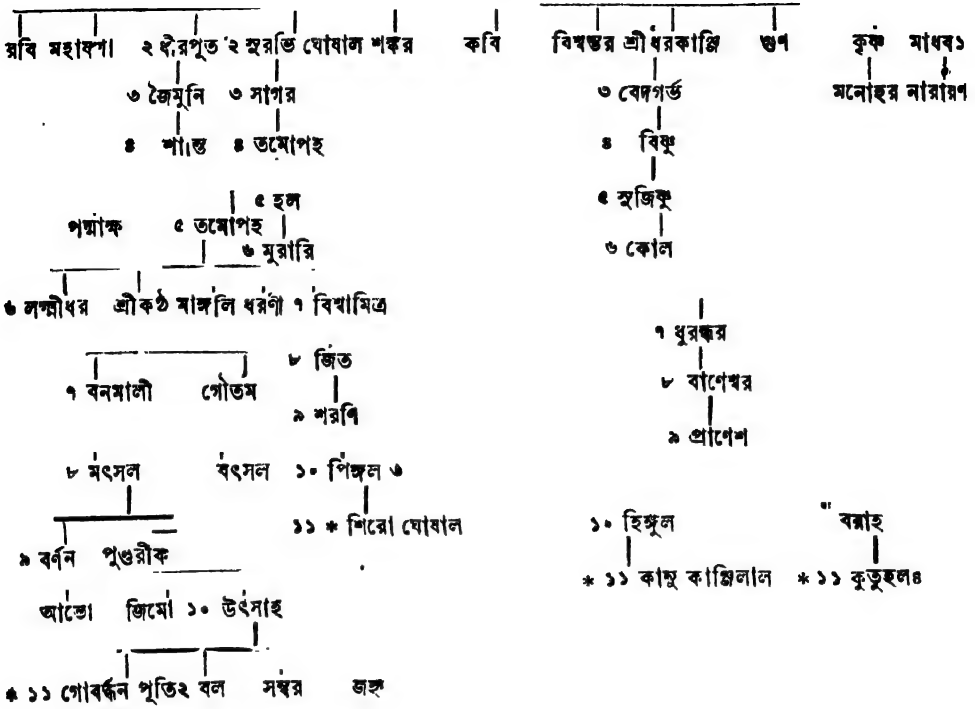 রবি মহাযশা ২ ধীরপূত ২ সুরভি ঘোষাল শঙ্কর কবি বিশ্বম্ভর শ্রীধরকাঞ্জি গুণ কৃষ্ণ মাধব১
৩ জৈমুনি ৩ সাগর ৩ বেদগর্ভ মনোহর নারায়ণ
৪ শান্ত ৪ তমোপহ ৪ বিষ্ণু
৫ হল ৫ সুজিষ্ণু
পদ্মাক্ষ ৫ তমোপহ
৬ মুরারি ৬ কোল
৬ লক্ষ্মীধর শ্রীকণ্ঠ মাঙ্গলি ধরণী ৭ বিশ্বামিত্র
৭ ধুরন্ধর
৮ জিত
৭ বনমালী গৌতম ৮ বাণেশ্বর
৯ শরণি
৯ প্রাণেশ
৮ মৎসল বৎসল ১০ পিঙ্গল ৩
১১ * শিরো ঘোষাল ১০ হিঙ্গুল বরাহ
৯ বর্ণন পুণ্ডরীক
* ১১ কানু কাঞ্জিলাল * ১১ কুতূহল৪
আস্তো জিমো ১০ উৎসাহ
* ১১ গোবর্দ্ধন পূতি২ বল সম্বর জহ্ন